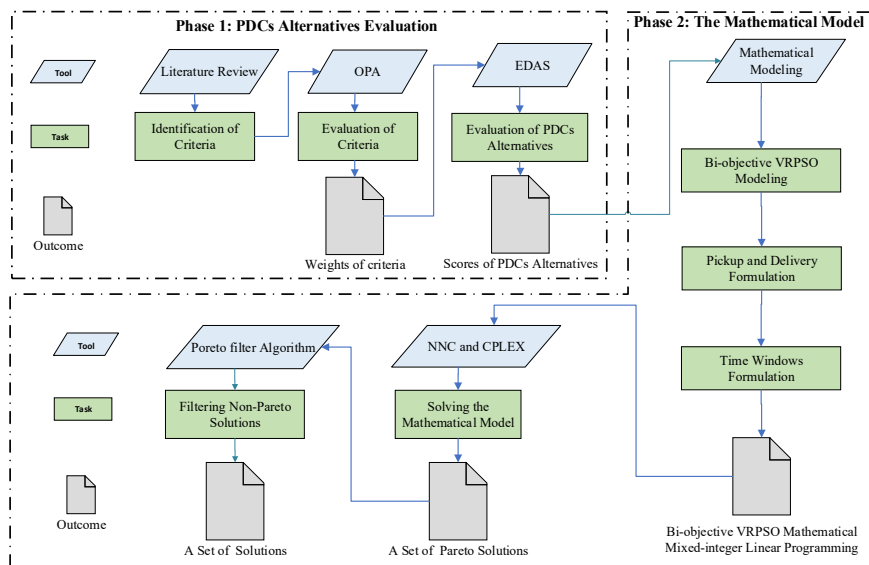 Phase 1: PDCs Alternatives Evaluation
Phase 2: The Mathematical Model
Tool
Literature Review
OPA
EDAS
Mathematical
Modeling
Task
Identification of
Criteria
Evaluation of
Criteria
Evaluation of PDCs
Alternatives
Bi-objective VRPSO
Modeling
Outcome
Weights of criteria
Scores of PDCs Alternatives
Pickup and Delivery
Formulation
Tool
Poreto filter Algorithm
NNC and CPLEX
Time Windows
Formulation
Task
Filtering Non-Pareto
Solutions
Solving the
Mathematical Model
Outcome
A Set of Solutions
A Set of Pareto Solutions
Bi-objective VRPSO Mathematical
Mixed-integer Linear Programming